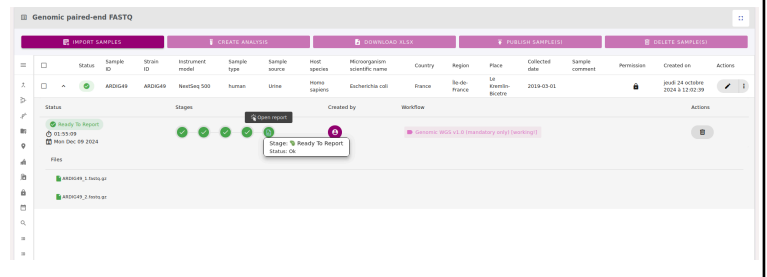 Genomic paired-end FASTQ
IMPORT SAMPLES
CREATE ANALYSIS
DOWNLOAD XLSX
PUBLISH SAMPLE(S)
DELETE SAMPLE(S)
Status Sample ID Strain ID Instrument model Sample type Sample source Host species Microorganism scientific name Country Region Place Collected date Sample comment Permission Created on Actions
ARDIG49 ARDIG49 NextSeq 500 human Urine Homo sapiens Escherichia coli France Île-de-France Le Kremlin-Bicetre 2019-03-01 jeudi 24 octobre 2024 à 12:02:39
Status Stages Created by Workflow Actions
Open report
Ready To Report
01:55:09
Mon Dec 09 2024
Genomic WGS v1.0 (mandatory only) (working)
Stage: Ready To Report
Status: Ok
Files
ARDIG49_1.fastq.gz
ARDIG49_2.fastq.gz